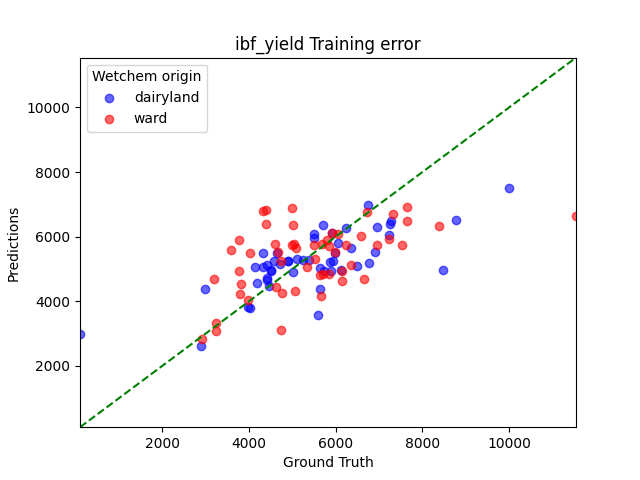 ibf_yield Training error
Wetchem origin
dairyland
ward
10000
8000
6000
4000
2000
Predictions
2000 4000 6000 8000 10000
Ground Truth